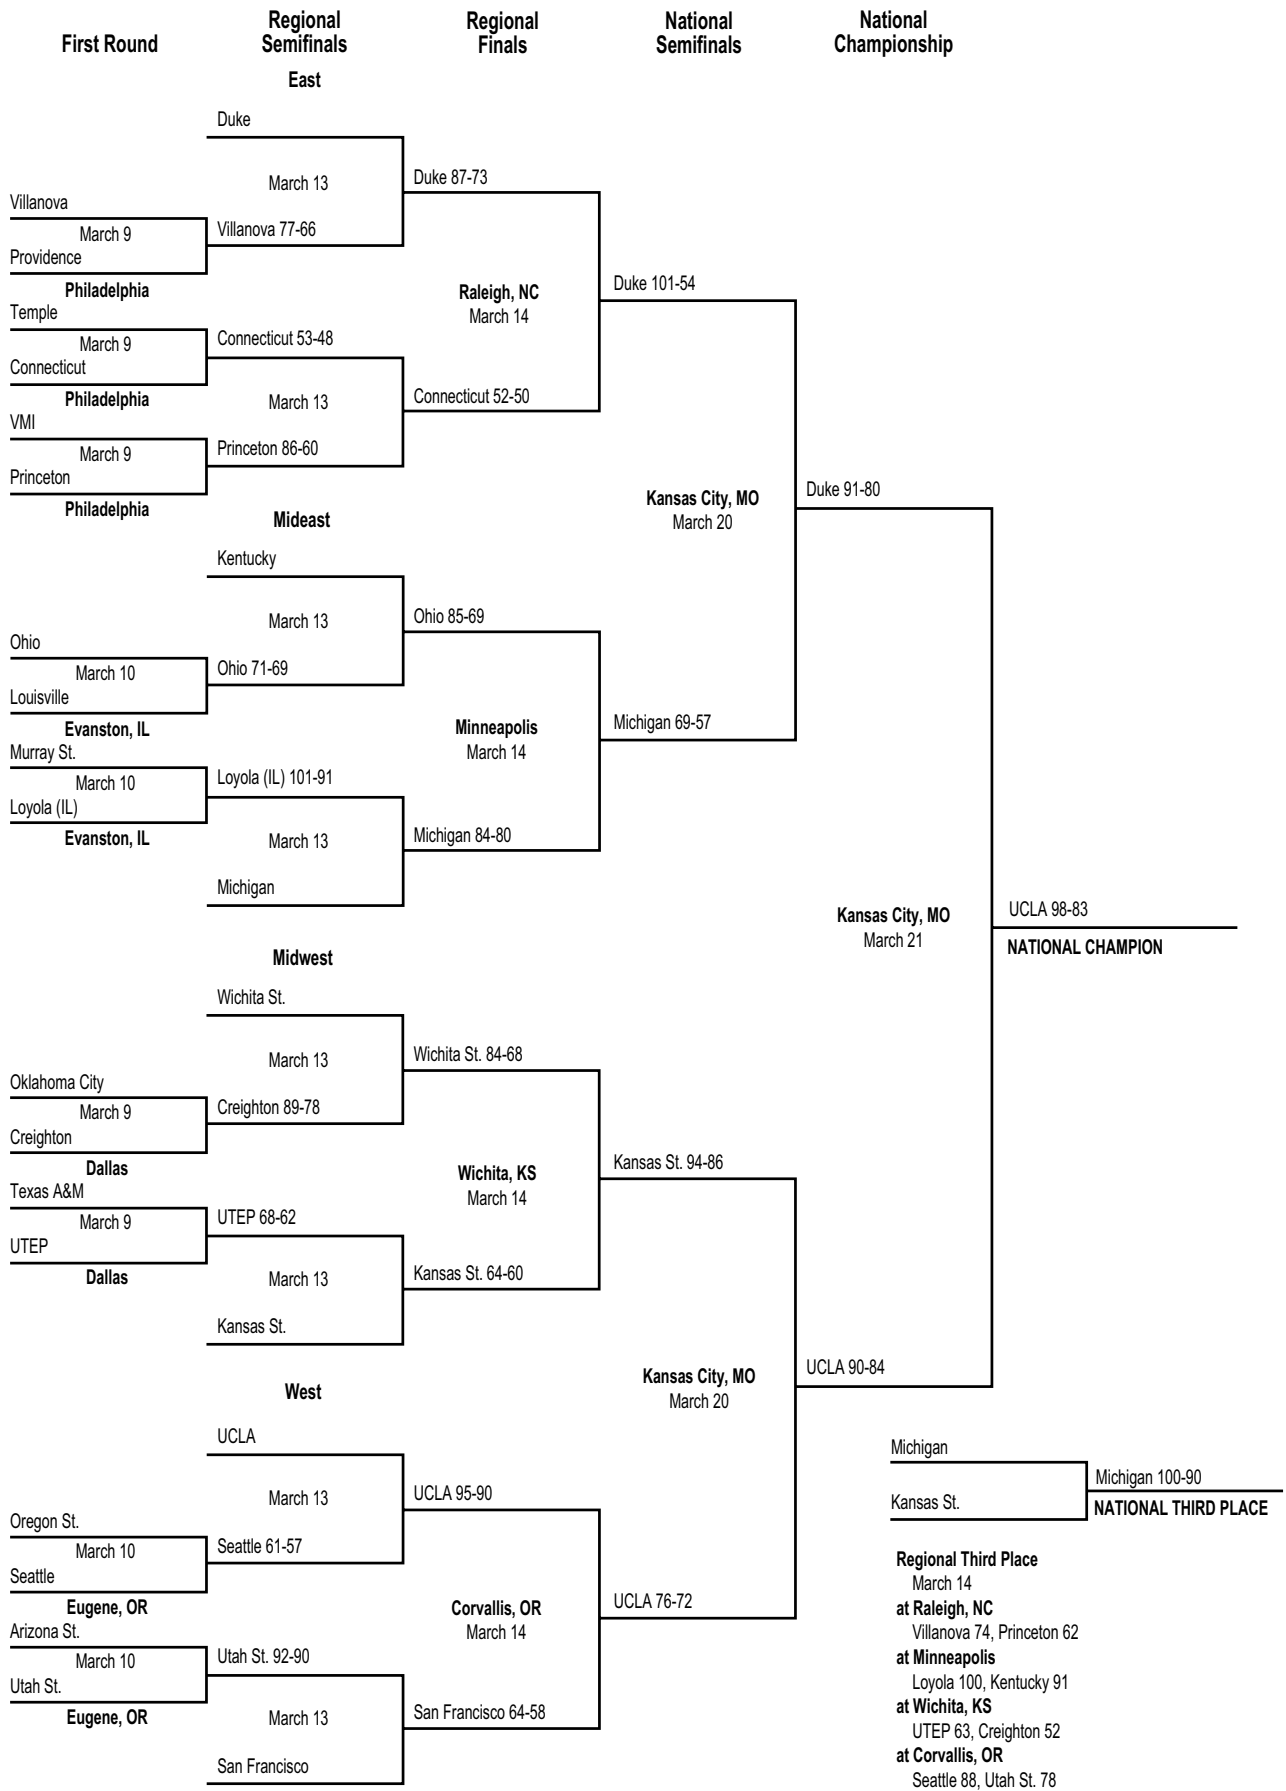 First Round
Regional
Semifinals
Regional
Finals
National
Semifinals
National
Championship
East
Duke
March 13
Duke 87-73
Villanova
March 9
Villanova 77-66
Providence
Philadelphia
Raleigh, NC
March 14
Duke 101-54
Temple
March 9
Connecticut 53-48
Connecticut
Philadelphia
March 13
Connecticut 52-50
VMI
March 9
Princeton 86-60
Princeton
Philadelphia
Kansas City, MO
March 20
Duke 91-80
Mideast
Kentucky
March 13
Ohio 85-69
Ohio
March 10
Ohio 71-69
Louisville
Evanston, IL
Minneapolis
March 14
Michigan 69-57
Murray St.
March 10
Loyola (IL) 101-91
Loyola (IL)
Evanston, IL
March 13
Michigan 84-80
Michigan
Kansas City, MO
March 21
UCLA 98-83
NATIONAL CHAMPION
Midwest
Wichita St.
March 13
Wichita St. 84-68
Oklahoma City
March 9
Creighton 89-78
Creighton
Dallas
Wichita, KS
March 14
Kansas St. 94-86
Texas A&M
March 9
UTEP 68-62
UTEP
Dallas
March 13
Kansas St. 64-60
Kansas St.
Kansas City, MO
March 20
UCLA 90-84
West
UCLA
March 13
UCLA 95-90
Oregon St.
March 10
Seattle 61-57
Seattle
Eugene, OR
Corvallis, OR
March 14
UCLA 76-72
Arizona St.
March 10
Utah St. 92-90
Utah St.
Eugene, OR
March 13
San Francisco 64-58
San Francisco
Michigan
Michigan 100-90
Kansas St.
NATIONAL THIRD PLACE
Regional Third Place
March 14
at Raleigh, NC
Villanova 74, Princeton 62
at Minneapolis
Loyola 100, Kentucky 91
at Wichita, KS
UTEP 63, Creighton 52
at Corvallis, OR
Seattle 88, Utah St. 78